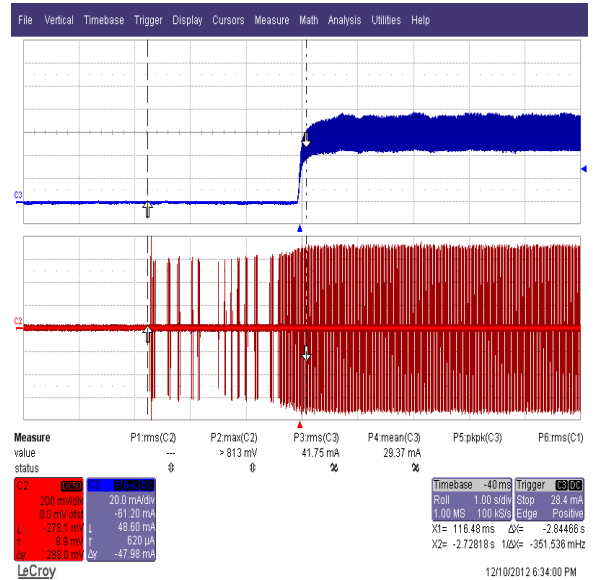 File Vertical Timebase Trigger Display Cursors Measure Math Analysis Utilities Help
C3
C2
Measure P1:rms(C2) P2:max(C2) P3:rms(C3) P4:mean(C3) P5:pkpk(C3) P6:rms(C1)
value --- > 813 mV 41.75 mA 29.37 mA
status
C2 DC50
200 mV/div 20.0 mA/div
0.0 mV ofst -61.20 mA
-278.1 mV 48.60 mA
9.9 mV 620 µA
Δy 288.0 mV Δy -47.98 mA
Timebase -40 ms Trigger C3 DC
Roll 1.00 s/div Stop 28.4 mA
1.00 MS 100 kS/s Edge Positive
X1= 116.48 ms ΔX= -2.84466 s
X2= -2.72818 s 1/ΔX= -351.536 mHz
LeCroy
12/10/2012 6:34:00 PM